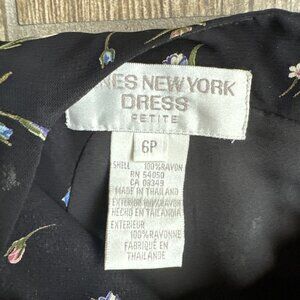 NES NEW YORK
DRESS
PETITE
6P
SHELL 100%RAYON
RN 54050
CA 08349
MADE IN THAILAND
EXTERIOR 100%RAYON
HECHO EN TAILANDIA
EXTERIEUR
100%RAYONNE
FABRIQUÉ EN
THAILANDE